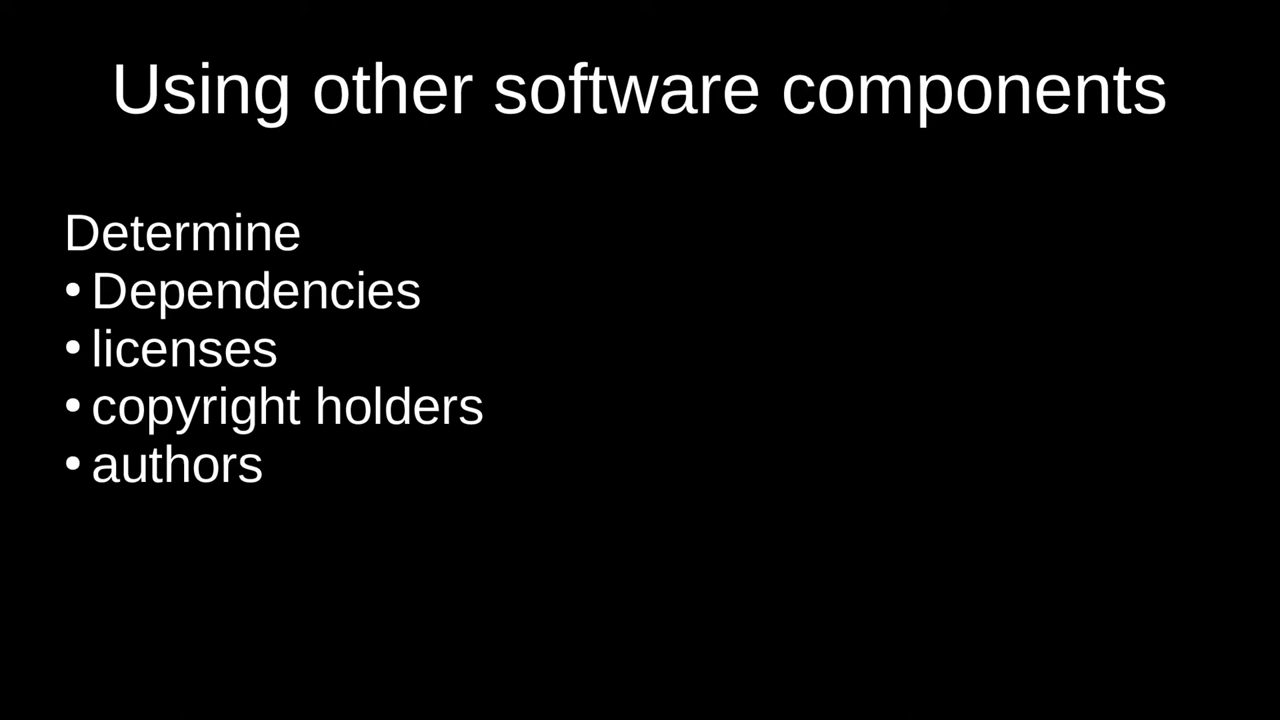 Using other software components
Determine
• Dependencies
• licenses
• copyright holders
• authors